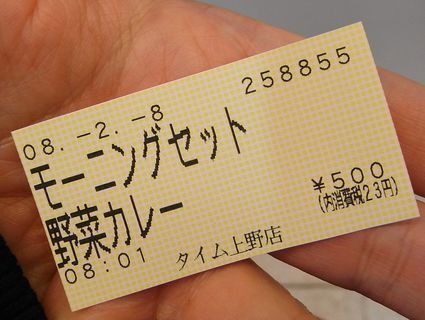 258855
08.-2.-8
モーニングセット
野菜カレー
¥500
(内消費税23円)
08:01
タイム上野店